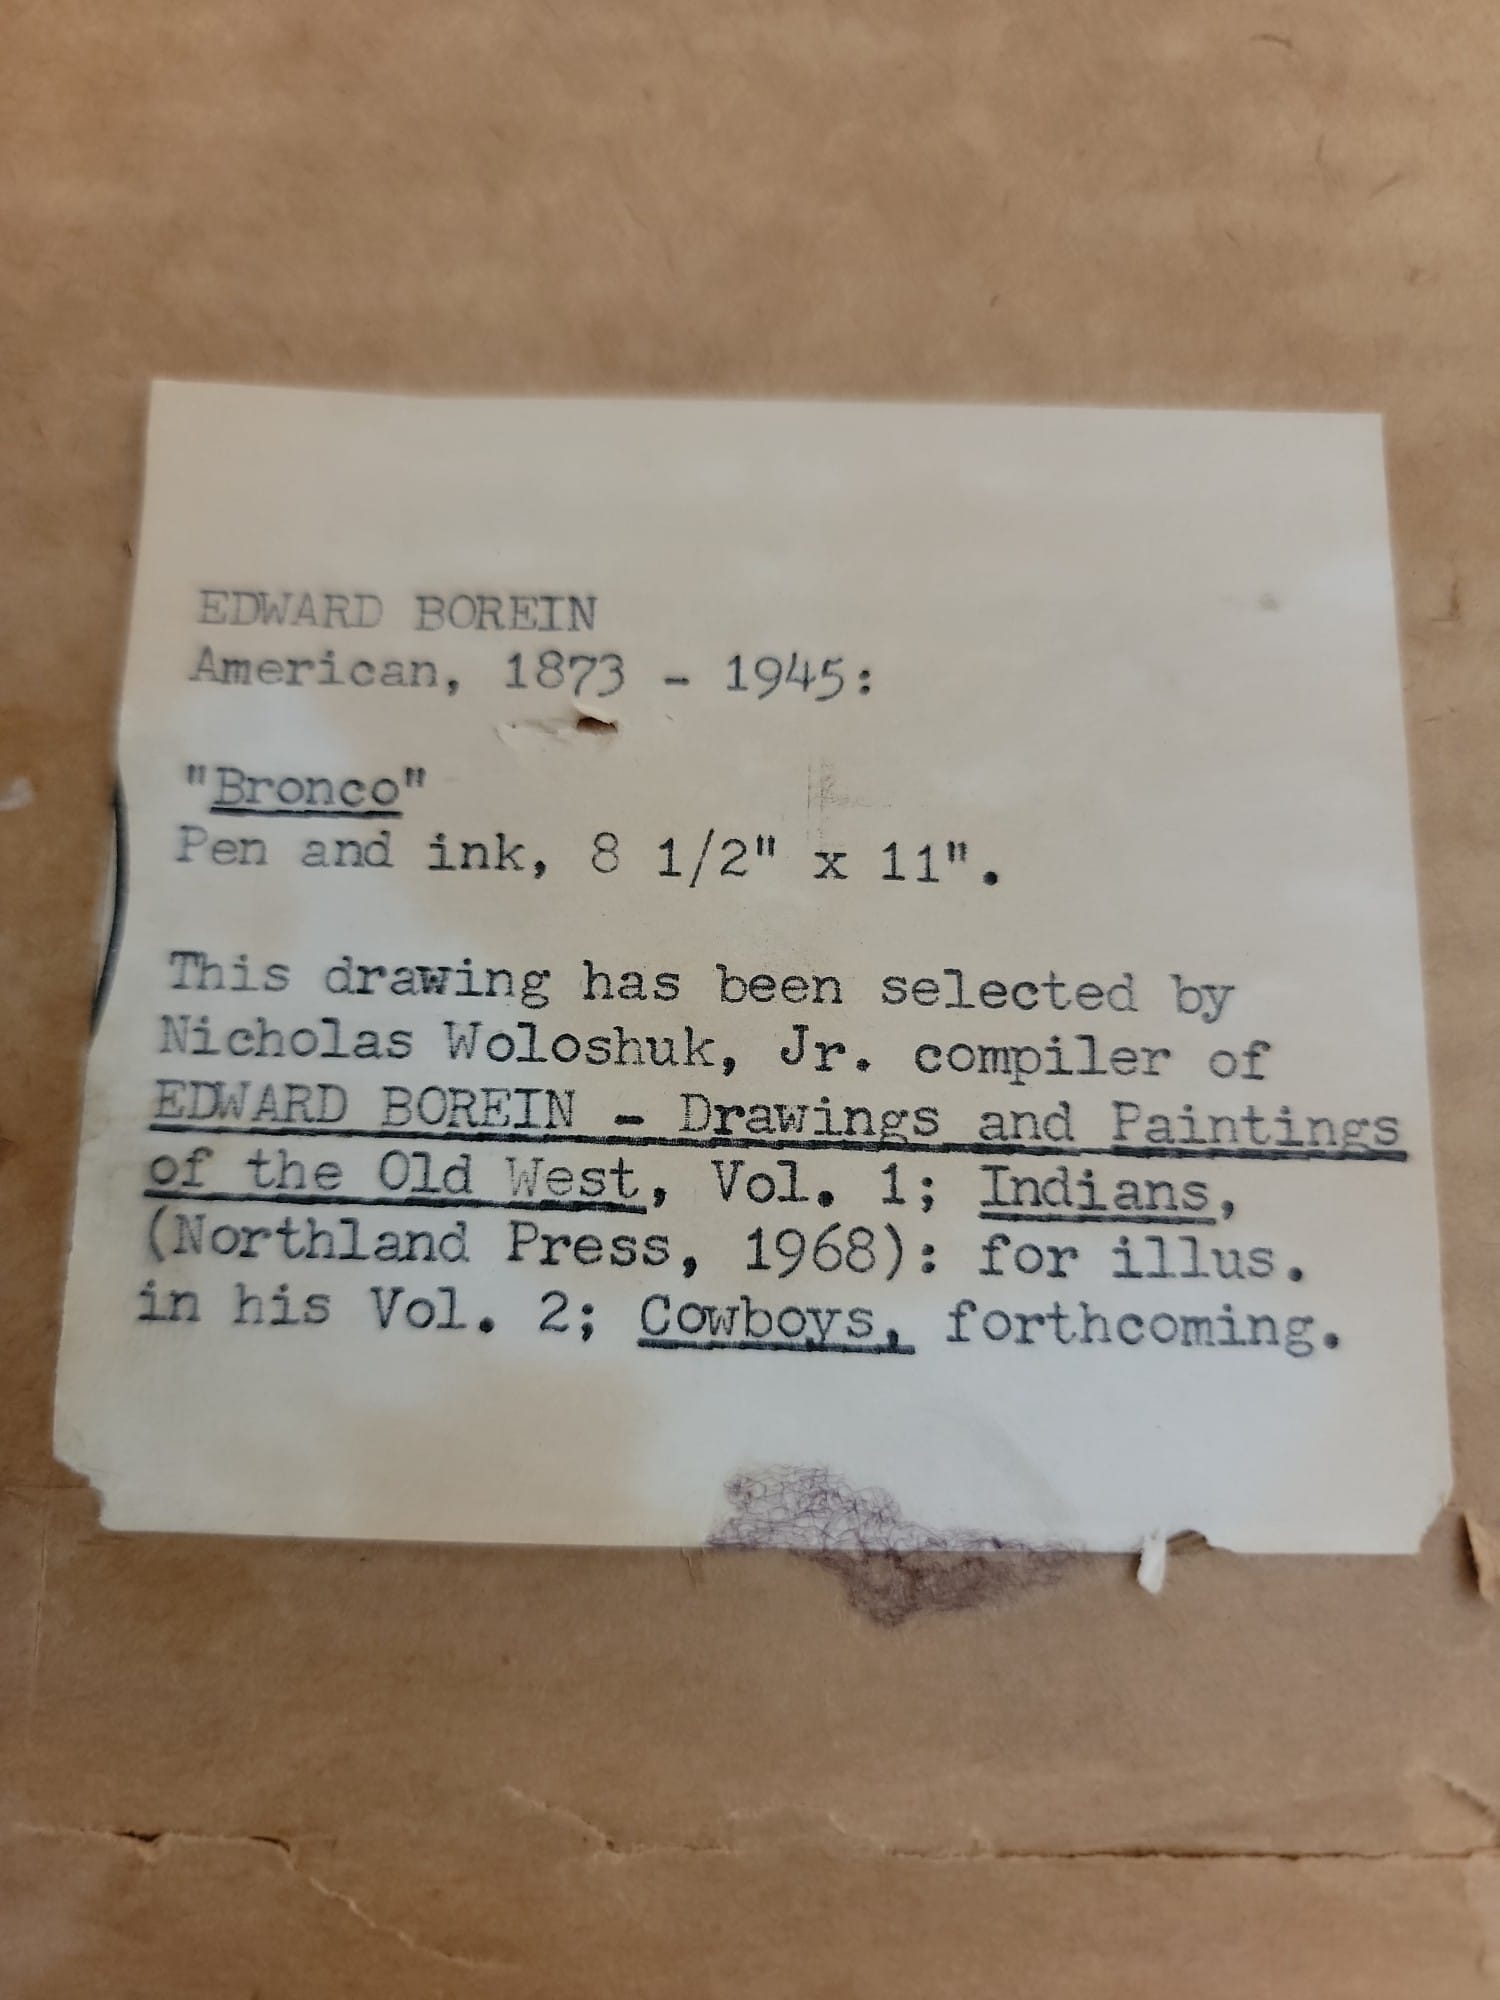 EDWARD BOREIN
American, 1873 - 1945:
"Bronco"
Pen and ink, 8 1/2" x 11".
This drawing has been selected by
Nicholas Woloshuk, Jr. compiler of
EDWARD BOREIN - Drawings and Paintings
of the Old West, Vol. 1; Indians,
(Northland Press, 1968): for illus.
in his Vol. 2; Cowboys, forthcoming.